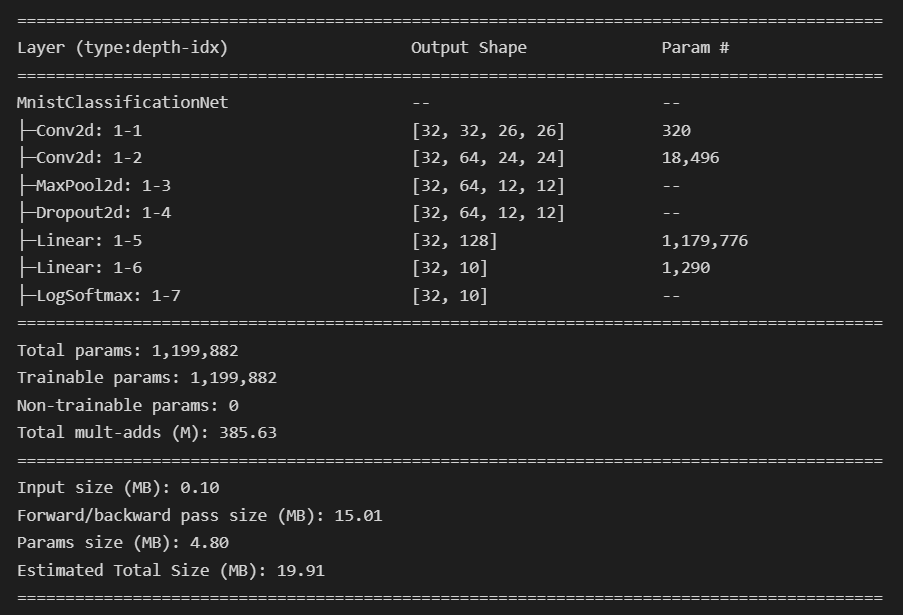 ==========================================================================================
Layer (type:depth-idx)                   Output Shape              Param #
==========================================================================================
MnistClassificationNet                   --                        --
├─Conv2d: 1-1                            [32, 32, 26, 26]          320
├─Conv2d: 1-2                            [32, 64, 24, 24]          18,496
├─MaxPool2d: 1-3                         [32, 64, 12, 12]          --
├─Dropout2d: 1-4                         [32, 64, 12, 12]          --
├─Linear: 1-5                            [32, 128]                 1,179,776
├─Linear: 1-6                            [32, 10]                  1,290
├─LogSoftmax: 1-7                        [32, 10]                  --
==========================================================================================
Total params: 1,199,882
Trainable params: 1,199,882
Non-trainable params: 0
Total mult-adds (M): 385.63
==========================================================================================
Input size (MB): 0.10
Forward/backward pass size (MB): 15.01
Params size (MB): 4.80
Estimated Total Size (MB): 19.91
==========================================================================================